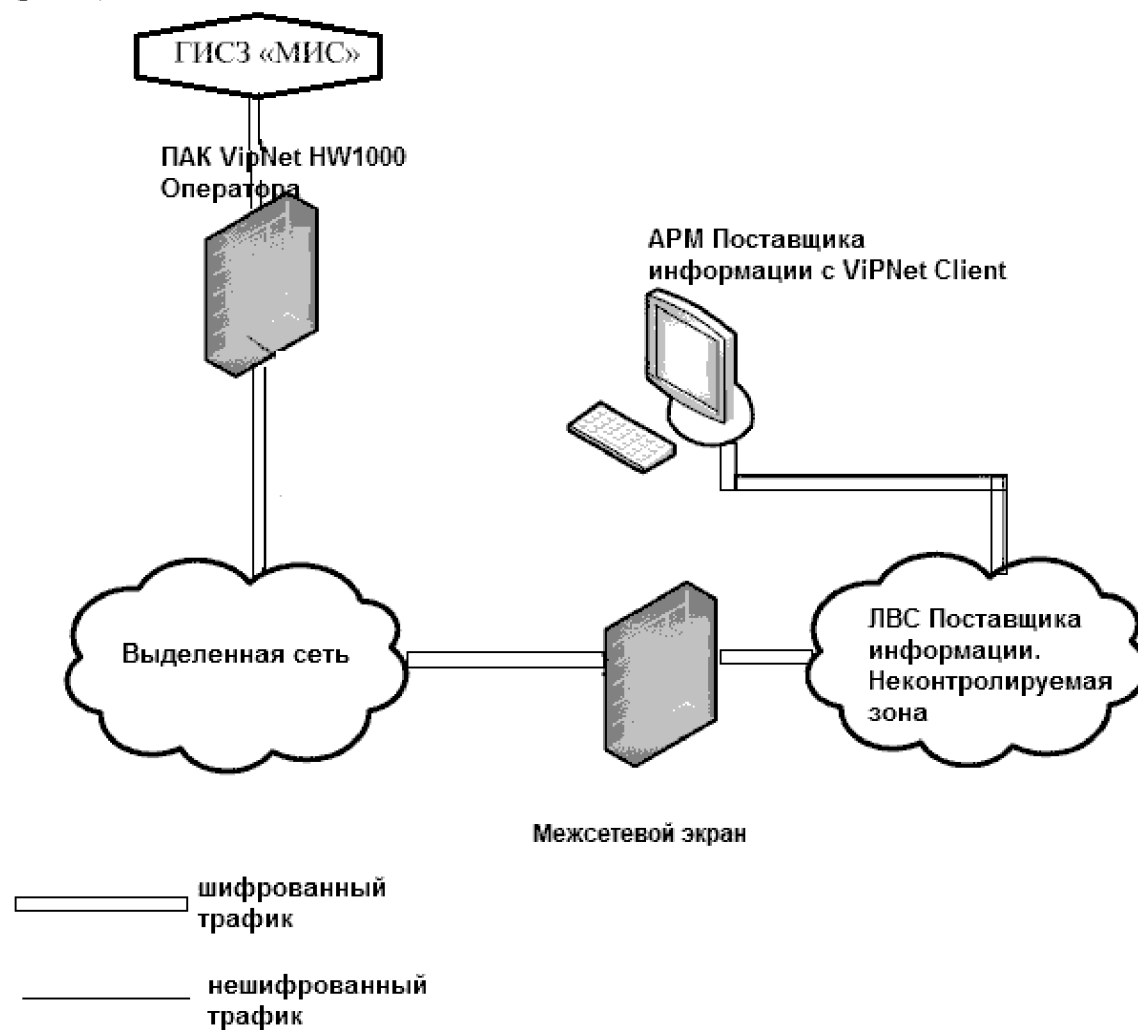 ГИСЗ «МИС»
ПАК VipNet HW1000
Оператора
АРМ Поставщика
информации с ViPNet Client
Выделенная сеть
ЛВС Поставщика
информации.
Неконтролируемая
зона
Межсетевой экран
шифрованный
трафик
нешифрованный
трафик